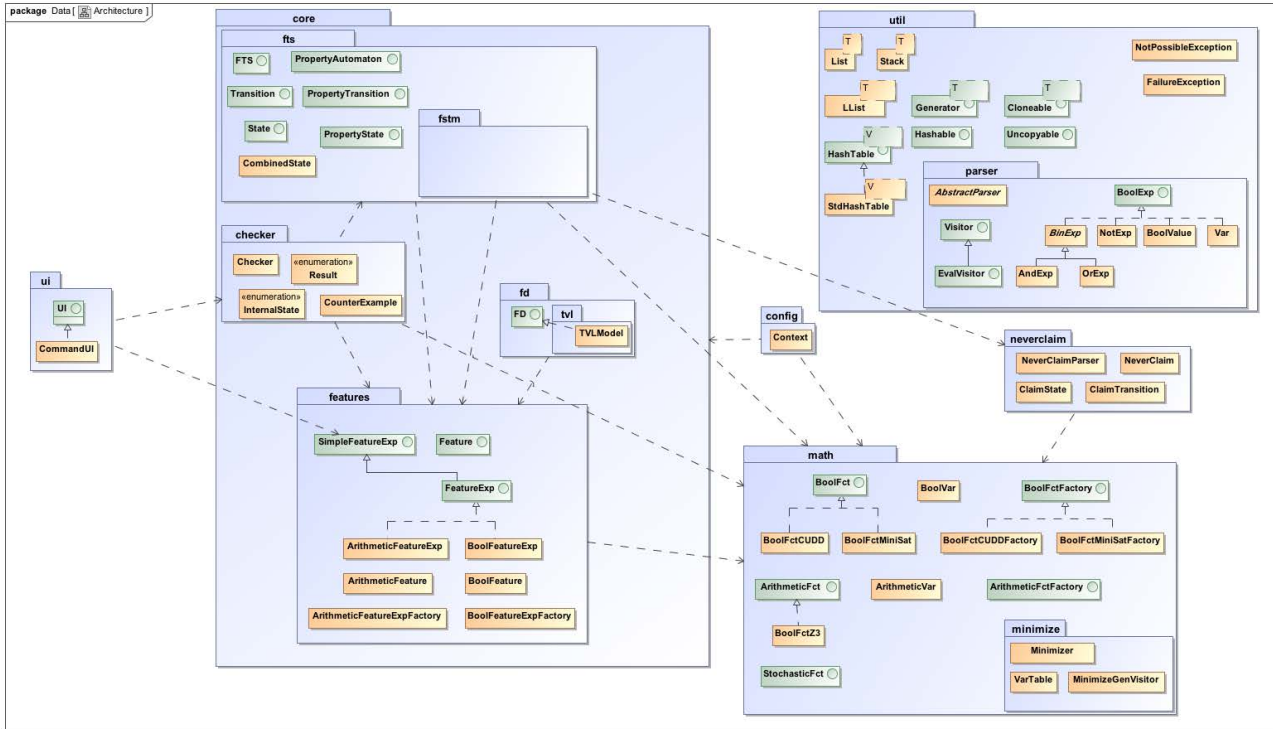 package Data [ Architecture ]
core
fts
FTS
PropertyAutomaton
Transition
PropertyTransition
State
PropertyState
CombinedState
fstm
checker
Checker
«enumeration»
Result
«enumeration»
InternalState
CounterExample
ui
UI
CommandUI
fd
FD
tvl
TVLModel
features
SimpleFeatureExp
Feature
FeatureExp
ArithmeticFeatureExp
BoolFeatureExp
ArithmeticFeature
BoolFeature
ArithmeticFeatureExpFactory
BoolFeatureExpFactory
config
Context
util
T
List
T
Stack
NotPossibleException
FailureException
T
LList
T
Generator
T
Cloneable
V
HashTable
Hashable
Uncopyable
V
StdHashTable
parser
AbstractParser
BoolExp
Visitor
BinExp
NotExp
BoolValue
Var
EvalVisitor
AndExp
OrExp
neverclaim
NeverClaimParser
NeverClaim
ClaimState
ClaimTransition
math
BoolFct
BoolVar
BoolFctFactory
BoolFctCUDD
BoolFctMiniSat
BoolFctCUDDFactory
BoolFctMiniSatFactory
ArithmeticFct
ArithmeticVar
ArithmeticFctFactory
BoolFctZ3
StochasticFct
minimize
Minimizer
VarTable
MinimizeGenVisitor